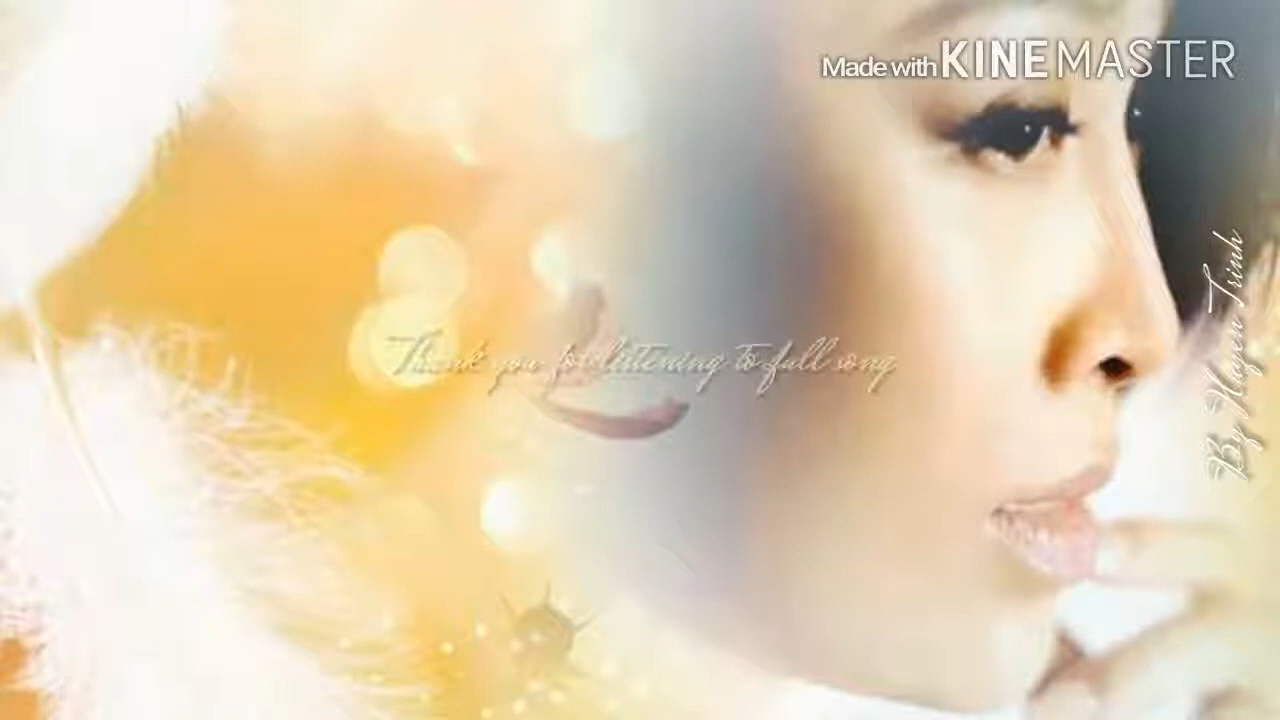 Made with KINEMASTER
Thank you for listening to full song
By Huyen Trinh